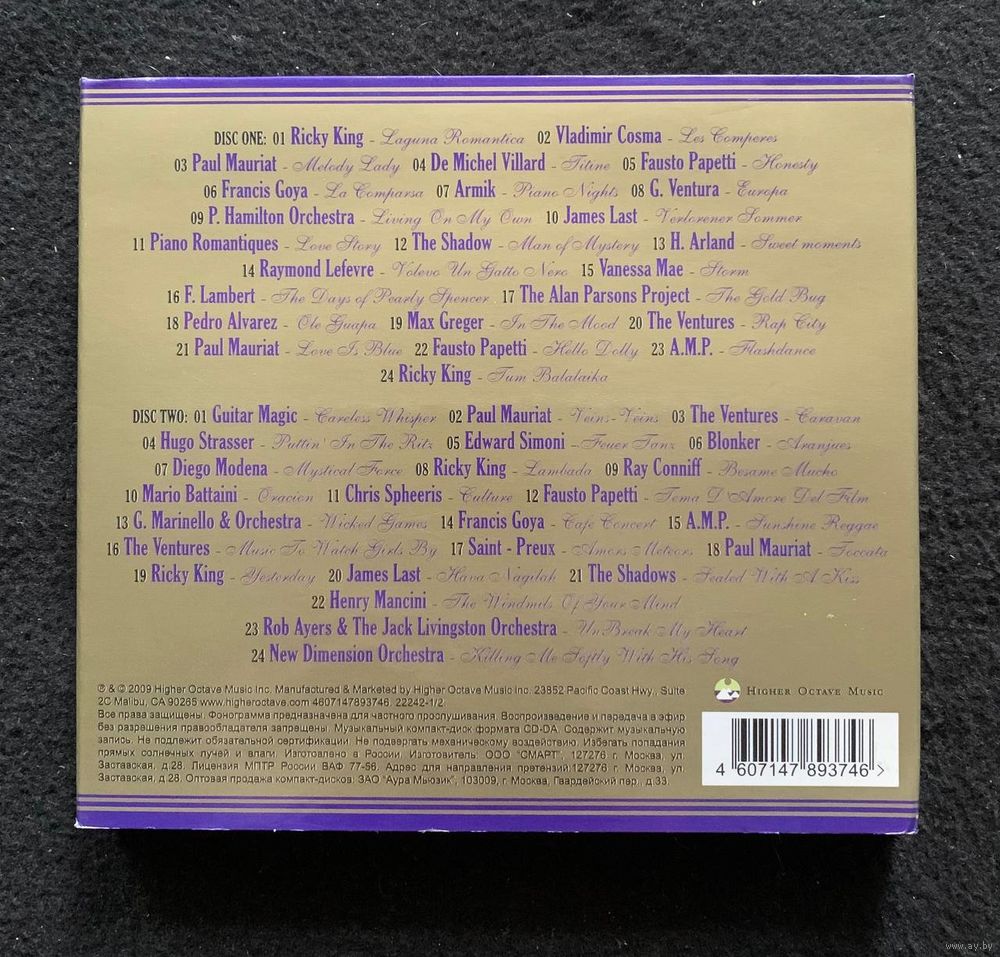 DISC ONE: 01 Ricky King - Laguna Romantica 02 Vladimir Cosma - Les Comperes
03 Paul Mauriat - Melody Lady 04 De Michel Villard - Titine 05 Fausto Papetti - Honesty
06 Francis Goya - La Comparsa 07 Armik - Piano Nights 08 G. Ventura - Europa
09 P. Hamilton Orchestra - Living On My Own 10 James Last - Verlorener Sommer
11 Piano Romantiques - Love Story 12 The Shadow - Man of Mystery 13 H. Arland - Sweet moments
14 Raymond Lefevre - Volevo Un Gatto Nero 15 Vanessa Mae - Storm
16 F. Lambert - The Days of Pearly Spencer 17 The Alan Parsons Project - The Gold Bug
18 Pedro Alvarez - Ole Guapa 19 Max Greger - In The Mood 20 The Ventures - Rap City
21 Paul Mauriat - Love Is Blue 22 Fausto Papetti - Hello Dolly 23 A.M.P. - Flashdance
24 Ricky King - Tum Balalaika
DISC TWO: 01 Guitar Magic - Careless Whisper 02 Paul Mauriat - Veins-Veins 03 The Ventures - Caravan
04 Hugo Strasser - Puttin' In The Ritz 05 Edward Simoni - Feuer Tanz 06 Blonker - Aranjues
07 Diego Modena - Mystical Force 08 Ricky King - Lambada 09 Ray Conniff - Besame Mucho
10 Mario Battaini - Oracion 11 Chris Spheeris - Culture 12 Fausto Papetti - Tema D'Amore Del Film
13 G. Marinello & Orchestra - Wicked Games 14 Francis Goya - Cafe Concert 15 A.M.P. - Sunshine Reggae
16 The Ventures - Music To Watch Girls By 17 Saint - Preux - Amors Meteors 18 Paul Mauriat - Toccata
19 Ricky King - Yesterday 20 James Last - Hava Nagilah 21 The Shadows - Sealed With A Kiss
22 Henry Mancini - The Windmils Of Your Mind
23 Rob Ayers & The Jack Livingston Orchestra - UnBreak My Heart
24 New Dimension Orchestra - Killing Me Softly With His Song
℗ & © 2009 Higher Octave Music Inc. Manufactured & Marketed by Higher Octave Music Inc. 23852 Pacific Coast Hwy., Suite
2C Malibu, CA 90265 www.higheroctave.com 4607147893746. 22242-1/2.
Все права защищены. Фонограмма предназначена для частного прослушивания. Воспроизведение и передача в эфир
без разрешения правообладателя запрещены. Музыкальный компакт-диск формата CD-DA. Содержит музыкальную
запись. Не подлежит обязательной сертификации. Не подвергать механическому воздействию. Избегать попадания
прямых солнечных лучей и влаги. Изготовлено в России. Изготовитель: ООО "СМАРТ", 127276 г. Москва, ул.
Заставская, д.28. Лицензия МПТР России ВАФ 77-56. Адрес для направления претензий:127276 г. Москва, ул.
Заставская, д.28. Оптовая продажа компакт-дисков: ЗАО "Аура Мьюзик", 103009, г. Москва, Гвардейский пер., д.33.
HIGHER OCTAVE MUSIC
4 607147 893746 >
www.ay.by